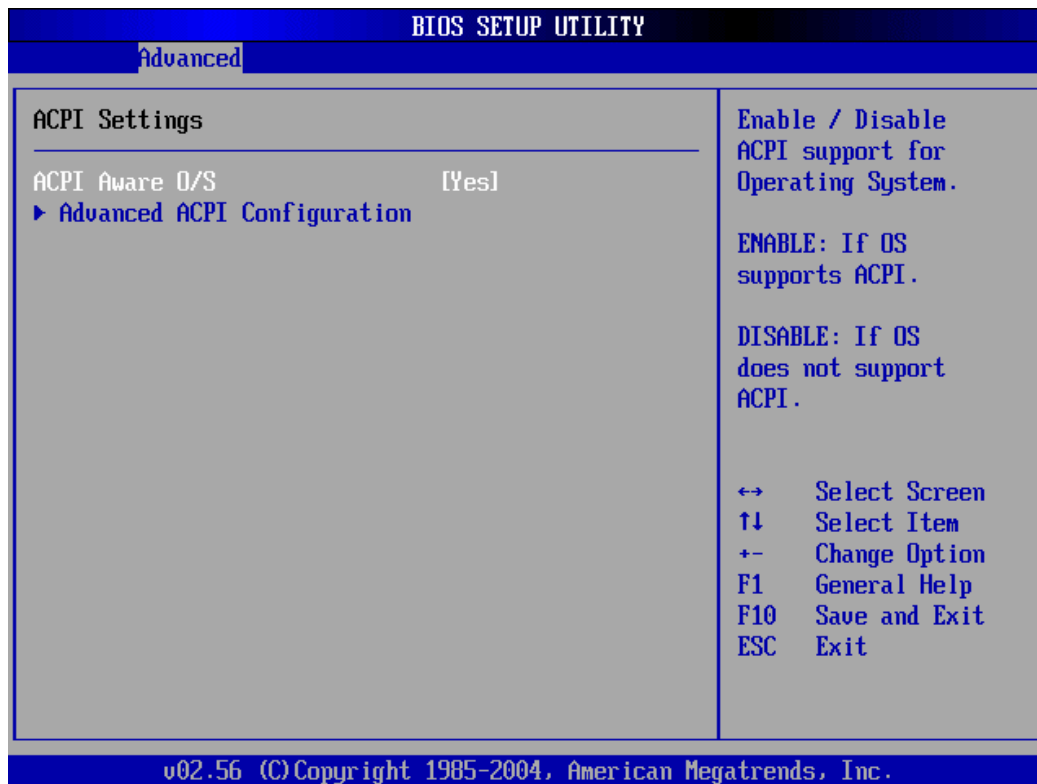 BIOS SETUP UTILITY
Advanced
ACPI Settings
ACPI Aware O/S [Yes]
▶ Advanced ACPI Configuration
Enable / Disable
ACPI support for
Operating System.
ENABLE: If OS
supports ACPI.
DISABLE: If OS
does not support
ACPI.
←→ Select Screen
↑↓ Select Item
+- Change Option
F1 General Help
F10 Save and Exit
ESC Exit
v02.56 (C)Copyright 1985-2004, American Megatrends, Inc.